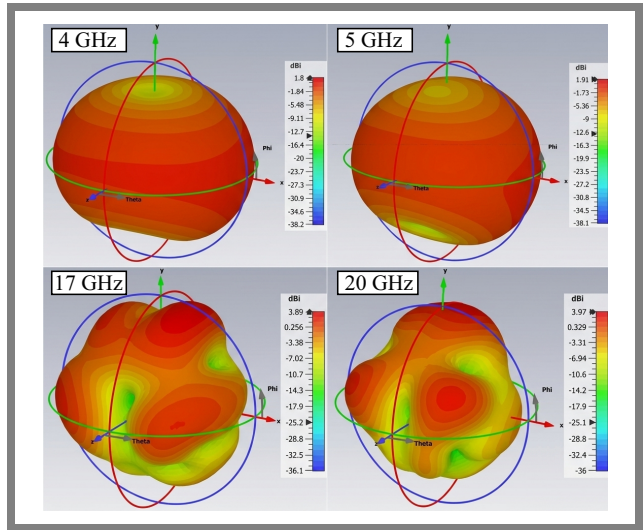 4 GHz
y
dBi
1.8
-1.84
-5.48
-9.11
-12.7
-16.4
-20
-23.7
-27.3
-30.9
-34.5
-38.2
Phi
x
z
Theta
5 GHz
y
dBi
1.91
-1.73
-5.36
-9
-12.6
-16.3
-19.9
-23.6
-27.2
-30.8
-34.5
-38.1
Phi
x
z
Theta
17 GHz
y
dBi
3.89
0.256
-3.38
-7.02
-10.7
-14.3
-17.9
-21.6
-25.2
-28.8
-32.5
-36.1
Phi
x
z
Theta
20 GHz
y
dBi
3.97
0.329
-3.31
-6.94
-10.6
-14.2
-17.9
-21.5
-25.1
-28.8
-32.4
-36
Phi
x
z
Theta